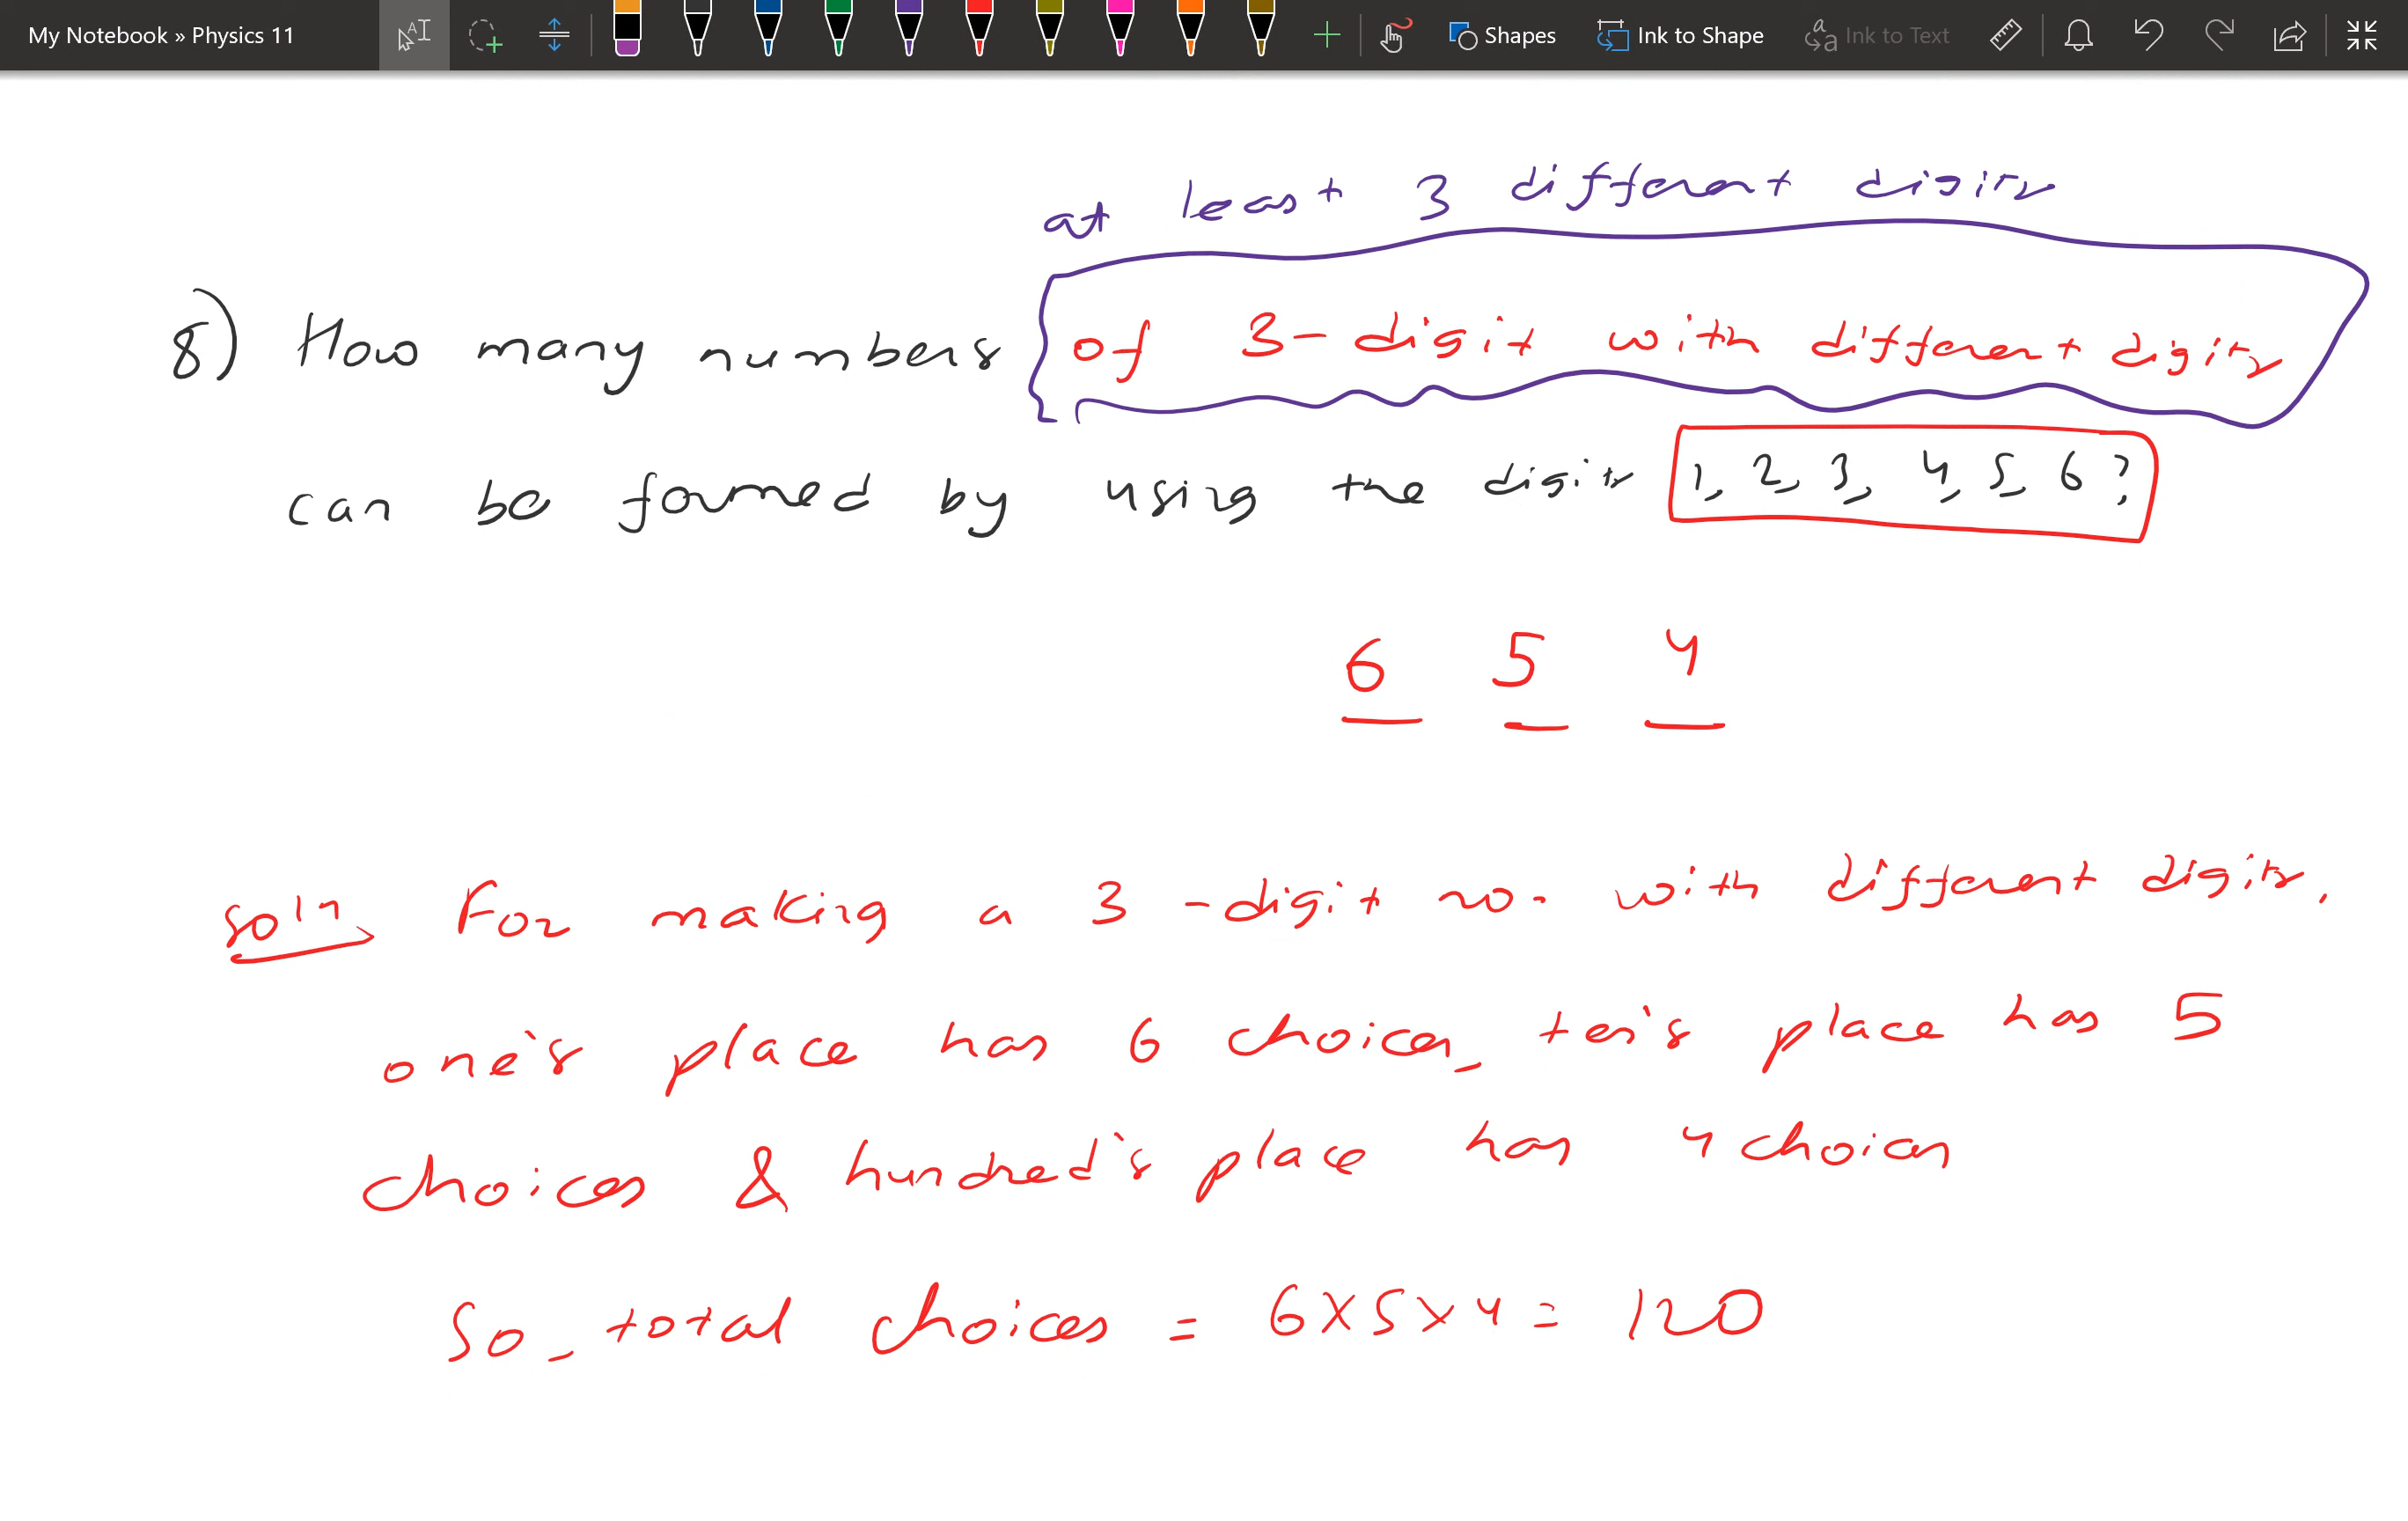 My Notebook » Physics 11
Shapes
Ink to Shape
Ink to Text
at least 3 different digits
8) How many numbers of 3-digit with different digits
can be formed by using the digits 1, 2, 3, 4, 5, 6?
6 5 4
Soln, For making a 3-digit no. with different digits,
one's place has 6 choices, ten's place has 5
choices & hundred's place has 4 choices
So, total choices = 6×5×4 = 120